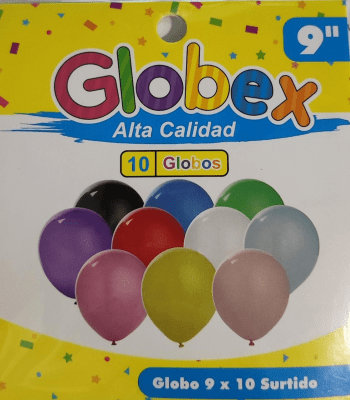 9"
Globex
Alta Calidad
10 Globos
Globo 9 x 10 Surtido